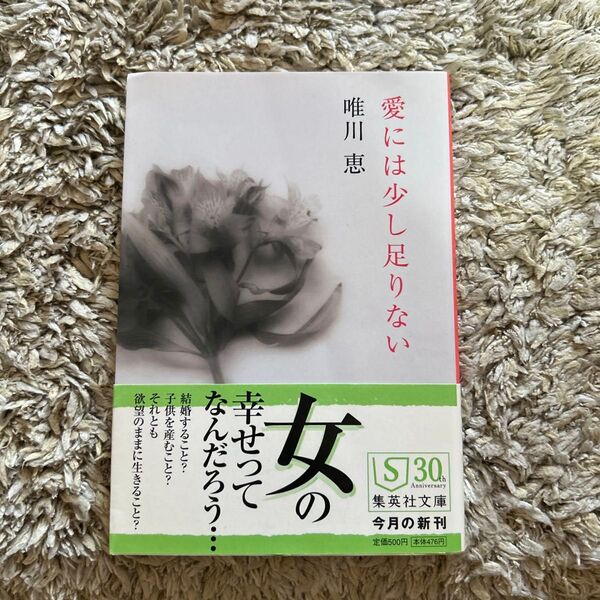 愛には少し足りない
唯川 恵
女の
幸せって
なんだろう…
結婚すること?
子供を産むこと?
それとも
欲望のままに生きること?
S 30th
Anniversary
集英社文庫
今月の新刊
定価500円 本体476円